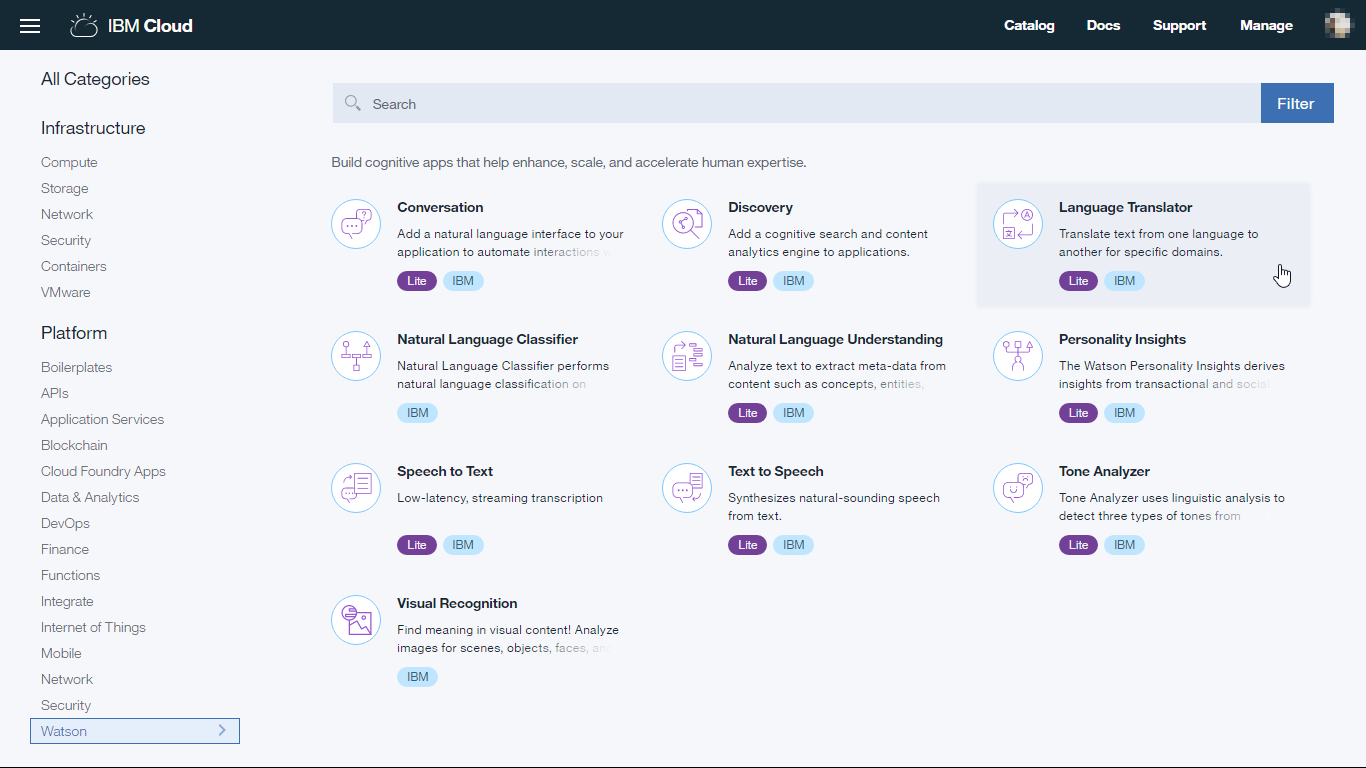 IBM Cloud
Catalog
Docs
Support
Manage
All Categories
Infrastructure
Compute
Storage
Network
Security
Containers
VMware
Platform
Boilerplates
APIs
Application Services
Blockchain
Cloud Foundry Apps
Data & Analytics
DevOps
Finance
Functions
Integrate
Internet of Things
Mobile
Network
Security
Watson
Search
Filter
Build cognitive apps that help enhance, scale, and accelerate human expertise.
Conversation
Add a natural language interface to your
application to automate interactions w
Lite IBM
Discovery
Add a cognitive search and content
analytics engine to applications.
Lite IBM
Language Translator
Translate text from one language to
another for specific domains.
Lite IBM
Natural Language Classifier
Natural Language Classifier performs
natural language classification on
IBM
Natural Language Understanding
Analyze text to extract meta-data from
content such as concepts, entities,
Lite IBM
Personality Insights
The Watson Personality Insights derives
insights from transactional and social
Lite IBM
Speech to Text
Low-latency, streaming transcription
Lite IBM
Text to Speech
Synthesizes natural-sounding speech
from text.
Lite IBM
Tone Analyzer
Tone Analyzer uses linguistic analysis to
detect three types of tones from
Lite IBM
Visual Recognition
Find meaning in visual content! Analyze
images for scenes, objects, faces, and
IBM